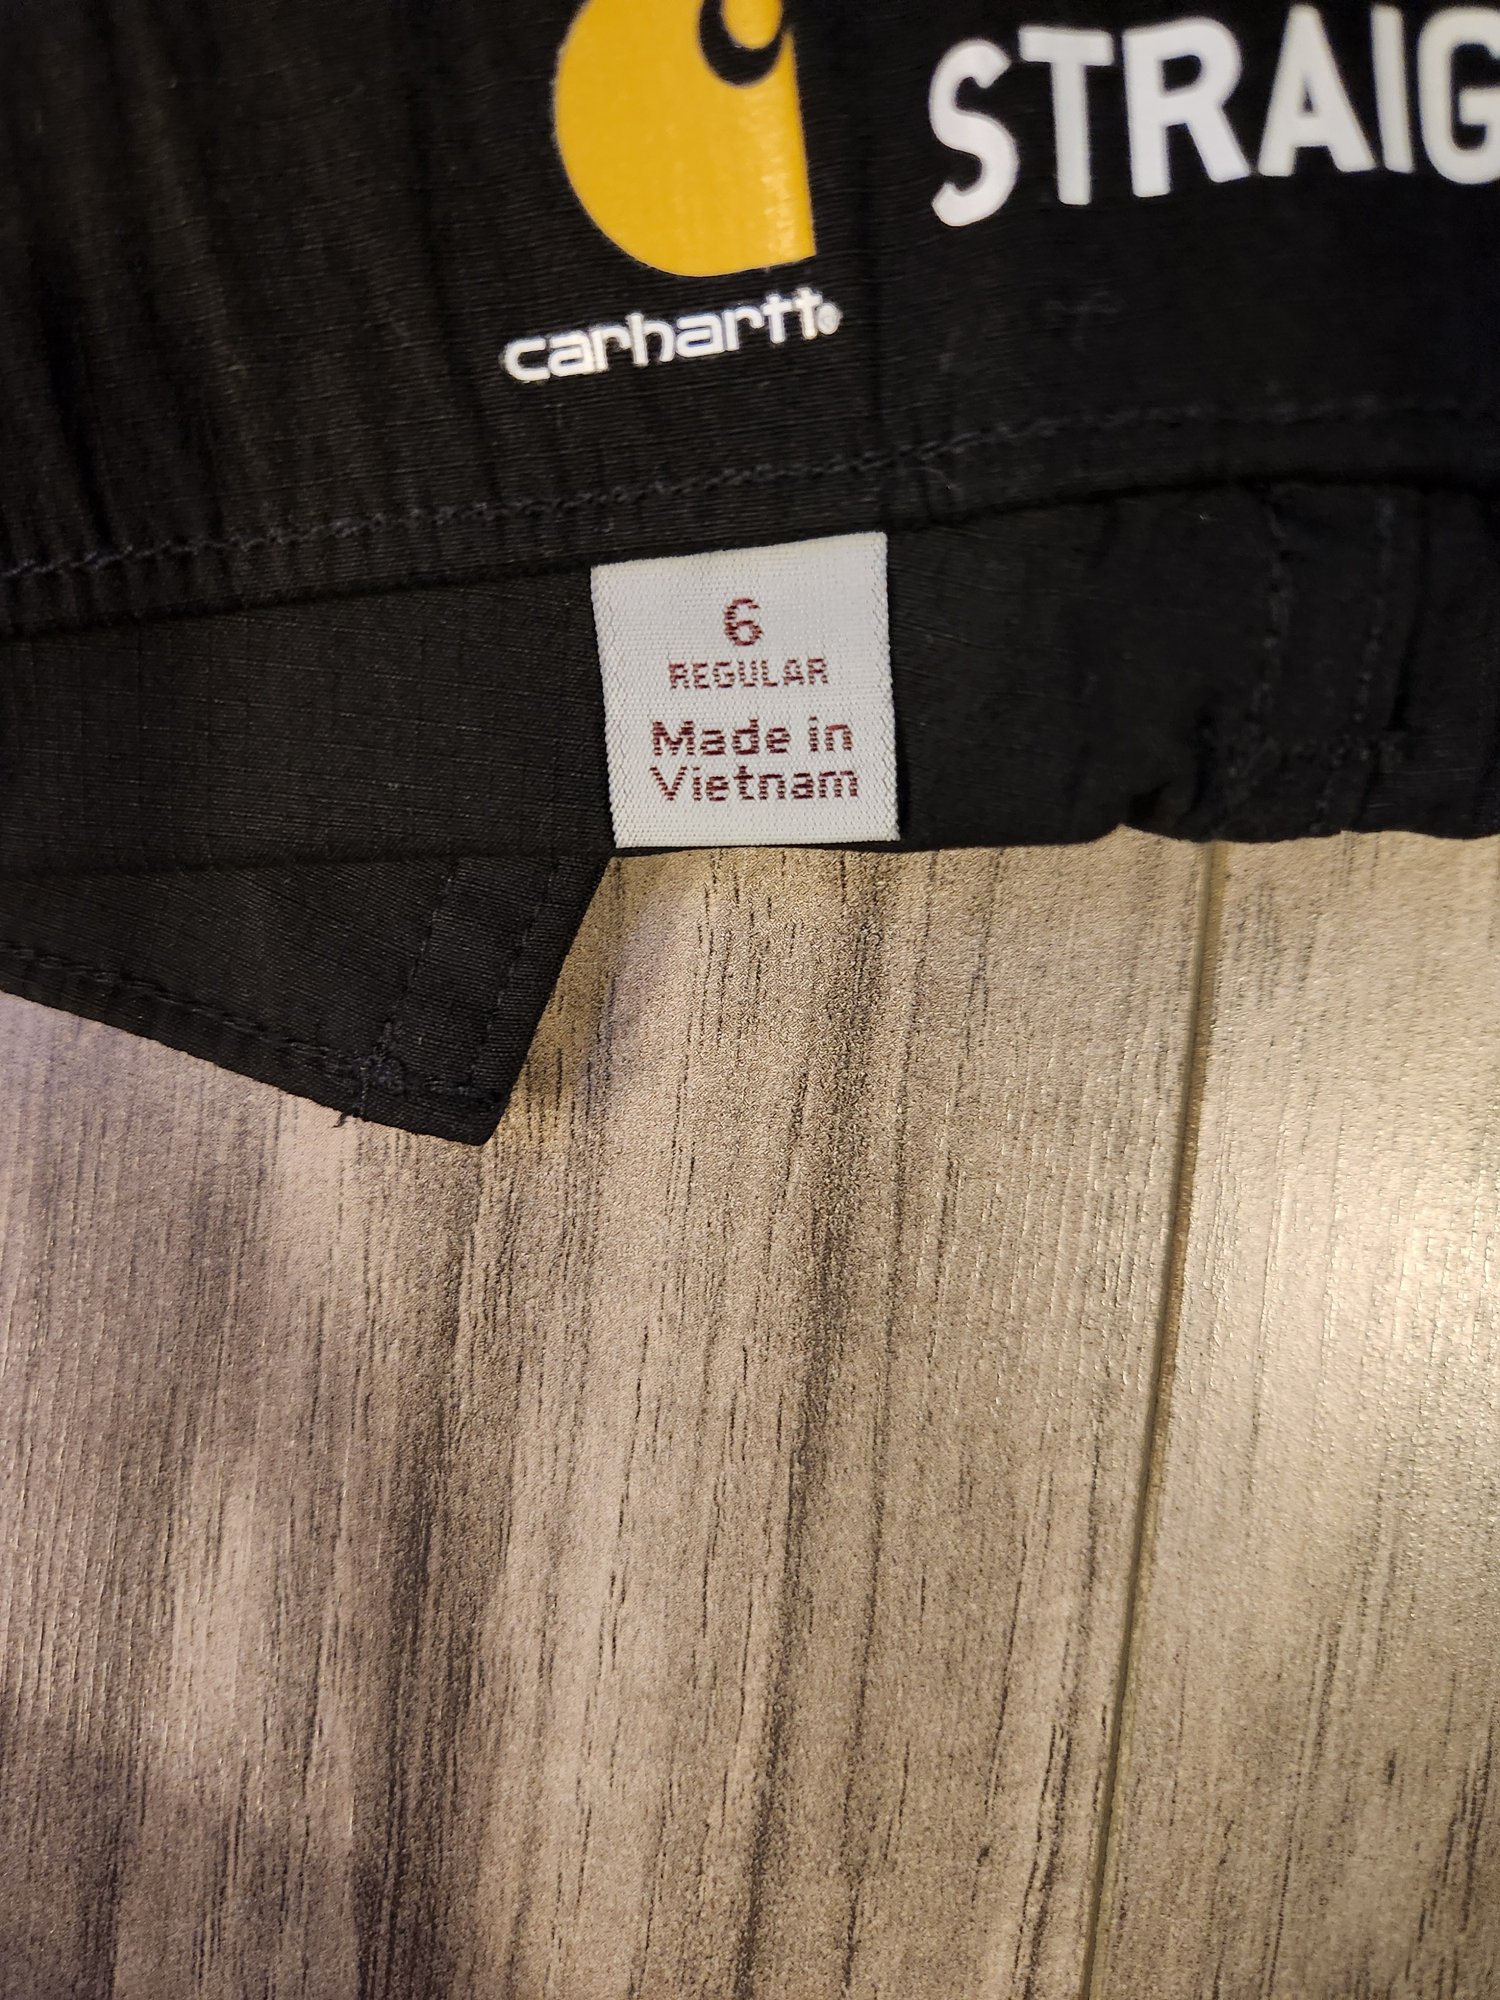 STRAIG
carhartt®
6
REGULAR
Made in
Vietnam